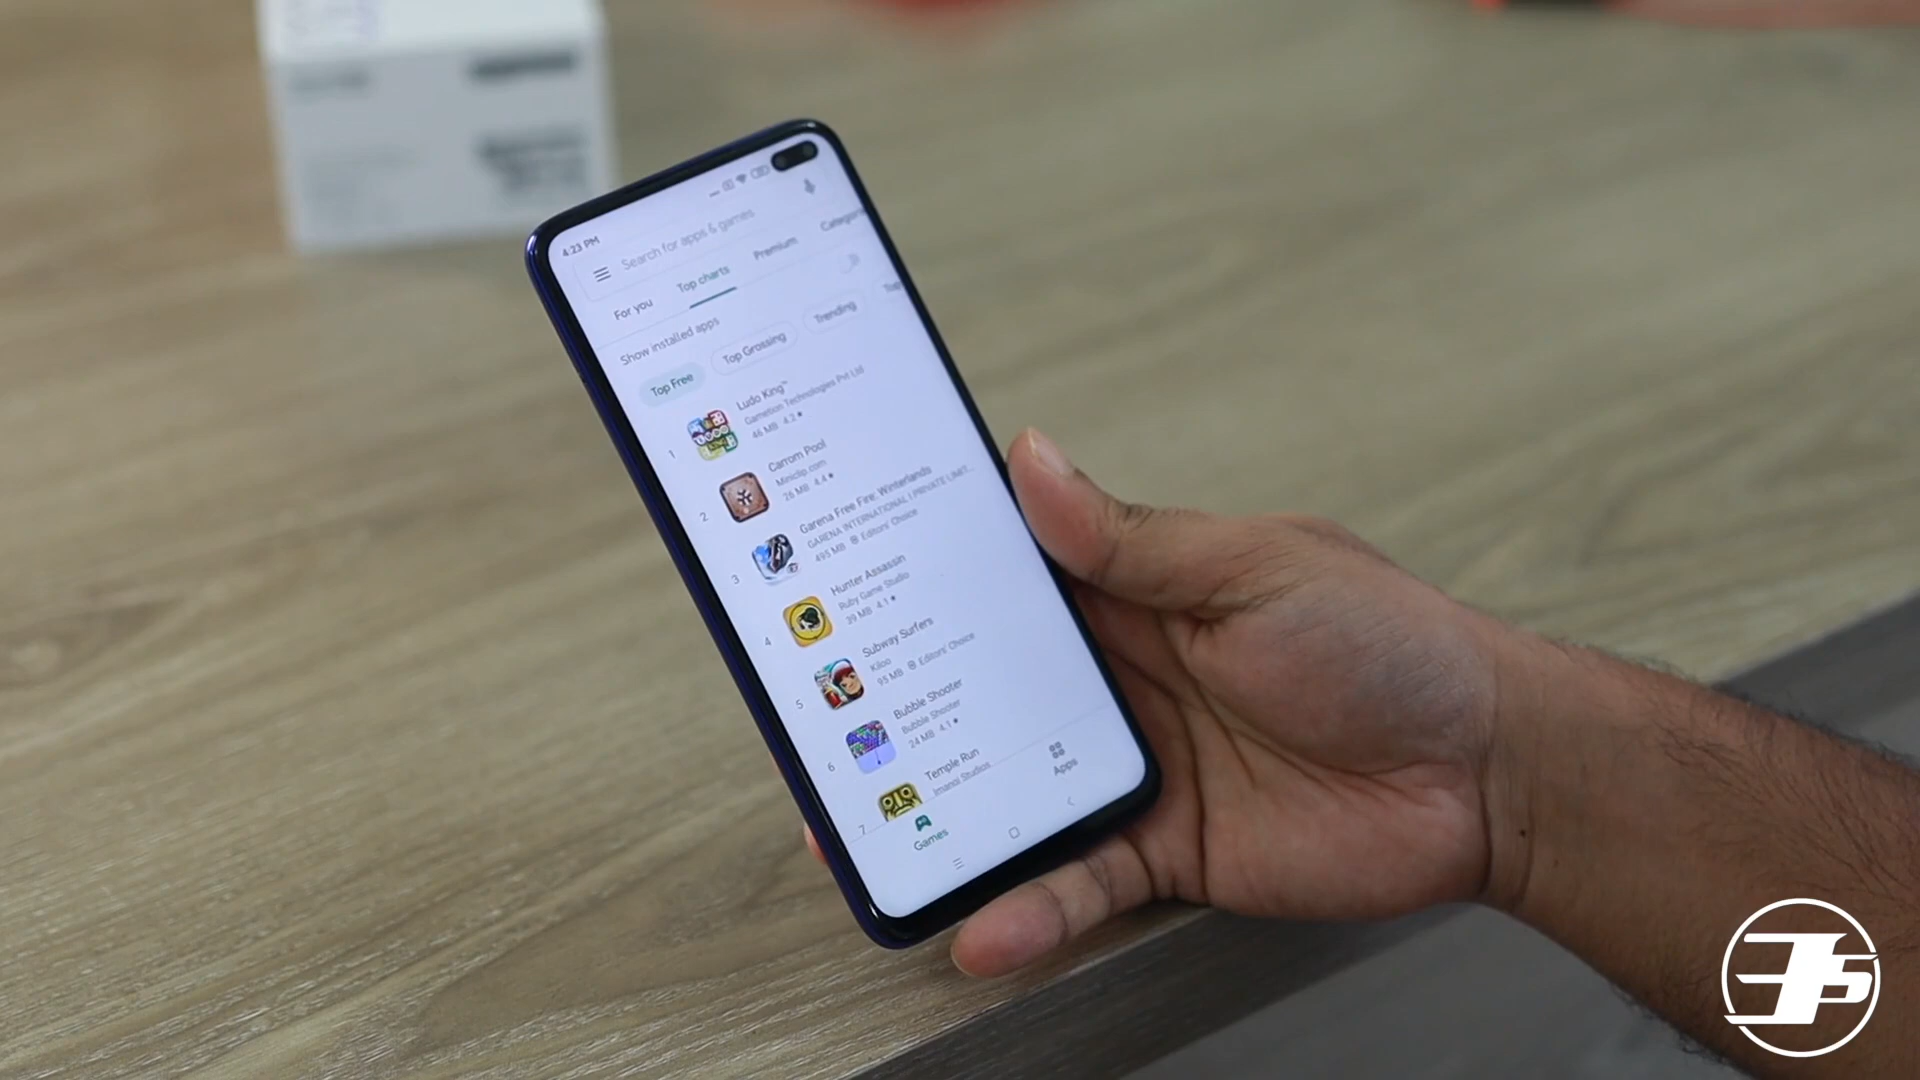 4:23 PM
Search for apps & games
For you
Top charts
Premium
Categori
Show installed apps
Top Free
Top Grossing
Trending
Top
1
Ludo King™
Gametion Technologies Pvt Ltd
46 MB 4.2★
2
Carrom Pool
Miniclip.com
26 MB 4.4★
3
Garena Free Fire: Winterlands
GARENA INTERNATIONAL I PRIVATE LIMIT...
495 MB Editors' Choice
4
Hunter Assassin
Ruby Game Studio
39 MB 4.1★
5
Subway Surfers
Kiloo
95 MB Editors' Choice
6
Bubble Shooter
Bubble Shooter
24 MB 4.1★
7
Temple Run
Imangi Studios
Games
Apps